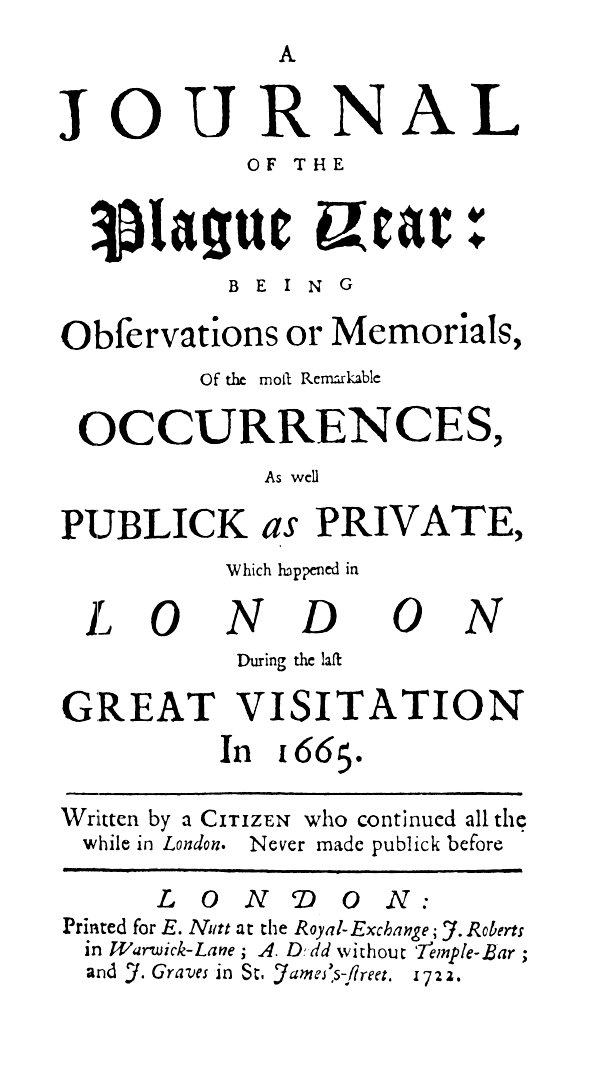 A
JOURNAL
OF THE
Plague Year:
BEING
Obſervations or Memorials,
Of the moſt Remarkable
OCCURRENCES,
As well
PUBLICK as PRIVATE,
Which happened in
LONDON
During the laſt
GREAT VISITATION
In 1665.
Written by a CITIZEN who continued all the
while in London. Never made publick before
LONDON:
Printed for E. Nutt at the Royal-Exchange; J. Roberts
in Warwick-Lane; A. Dodd without Temple-Bar;
and J. Graves in St. James's-ſtreet. 1722.